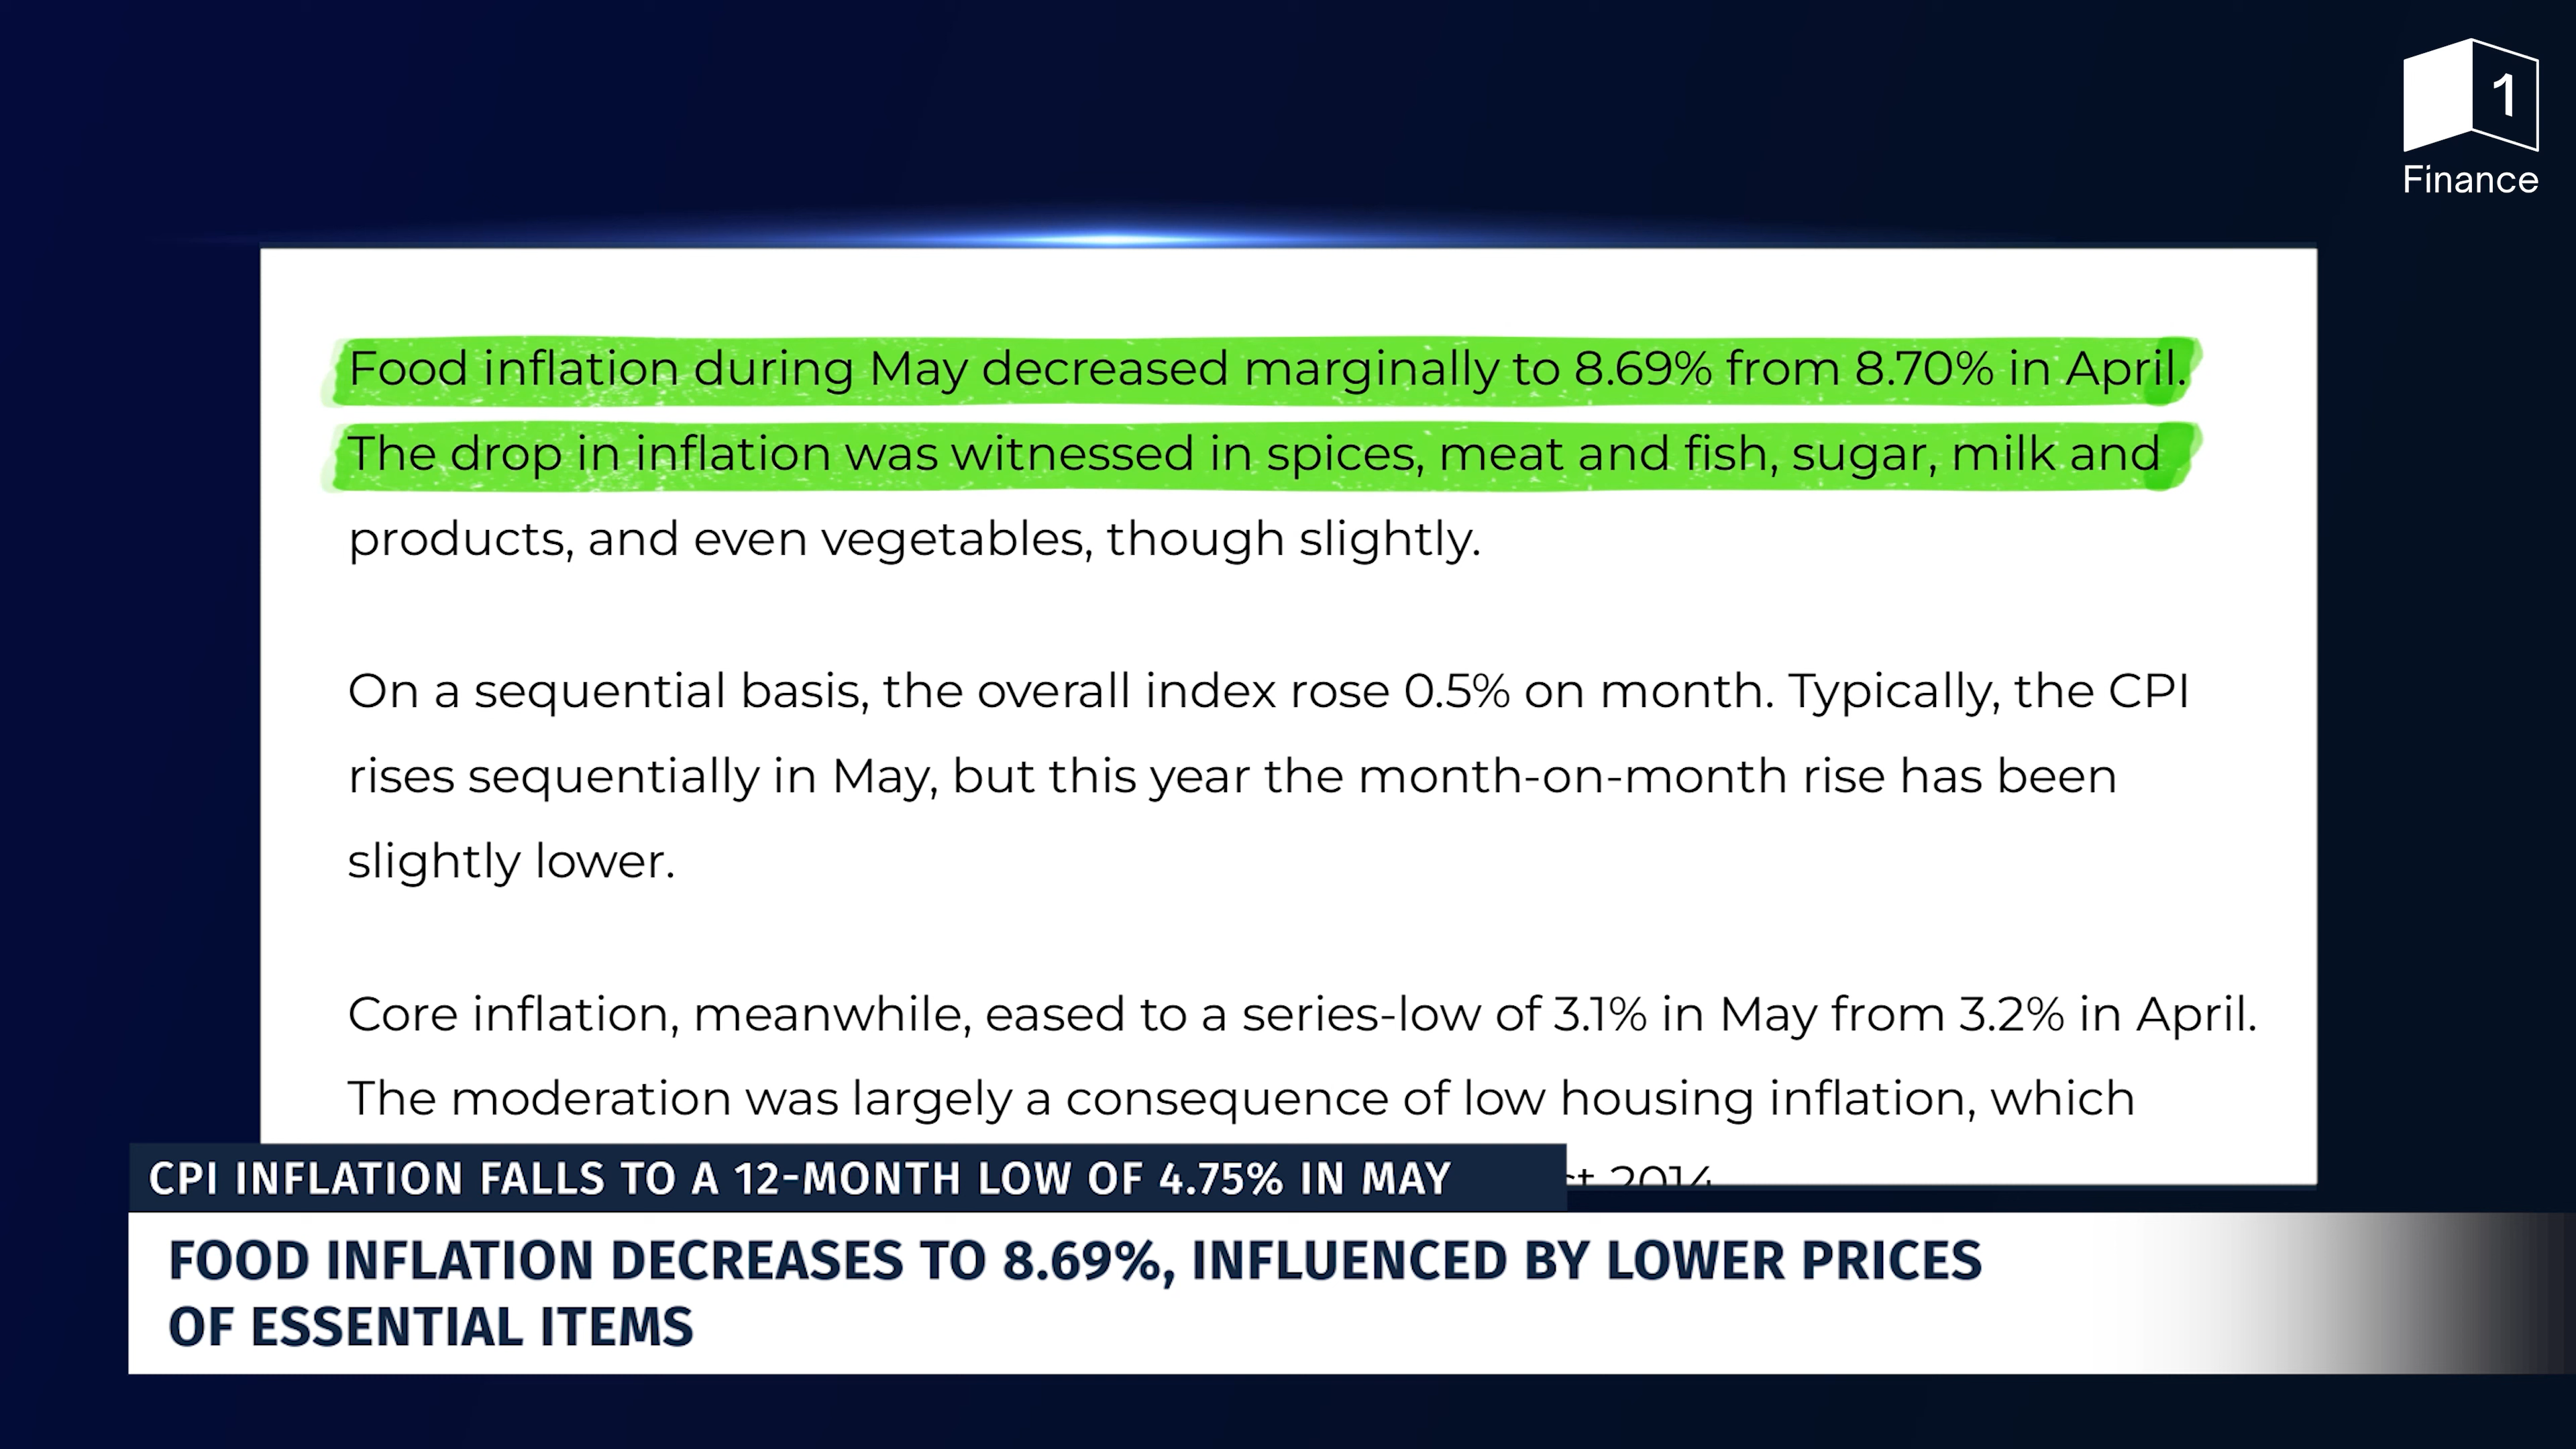 1
Finance
Food inflation during May decreased marginally to 8.69% from 8.70% in April.
The drop in inflation was witnessed in spices, meat and fish, sugar, milk and
products, and even vegetables, though slightly.
On a sequential basis, the overall index rose 0.5% on month. Typically, the CPI
rises sequentially in May, but this year the month-on-month rise has been
slightly lower.
Core inflation, meanwhile, eased to a series-low of 3.1% in May from 3.2% in April.
The moderation was largely a consequence of low housing inflation, which
2014
CPI INFLATION FALLS TO A 12-MONTH LOW OF 4.75% IN MAY
FOOD INFLATION DECREASES TO 8.69%, INFLUENCED BY LOWER PRICES
OF ESSENTIAL ITEMS